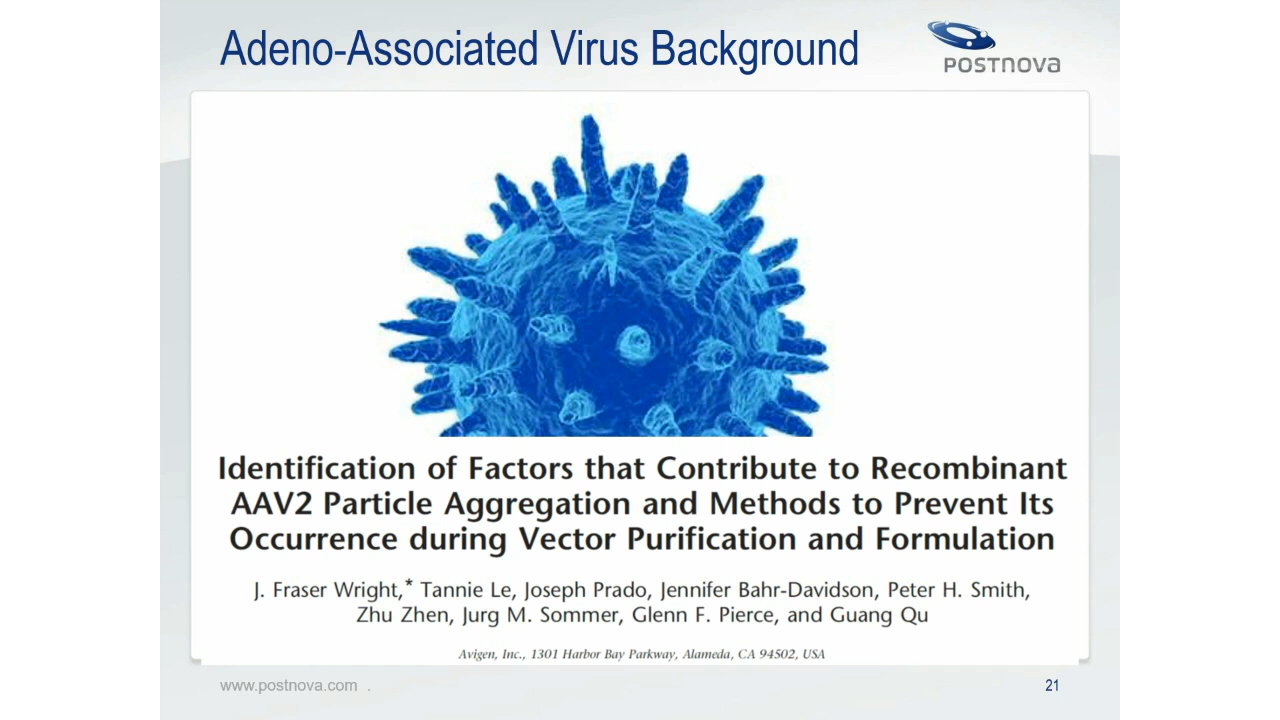 Adeno-Associated Virus Background
POSTNOVA
Identification of Factors that Contribute to Recombinant
AAV2 Particle Aggregation and Methods to Prevent Its
Occurrence during Vector Purification and Formulation
J. Fraser Wright,* Tannie Le, Joseph Prado, Jennifer Bahr-Davidson, Peter H. Smith,
Zhu Zhen, Jurg M. Sommer, Glenn F. Pierce, and Guang Qu
Avigen, Inc., 1301 Harbor Bay Parkway, Alameda, CA 94502, USA
www.postnova.com .
21